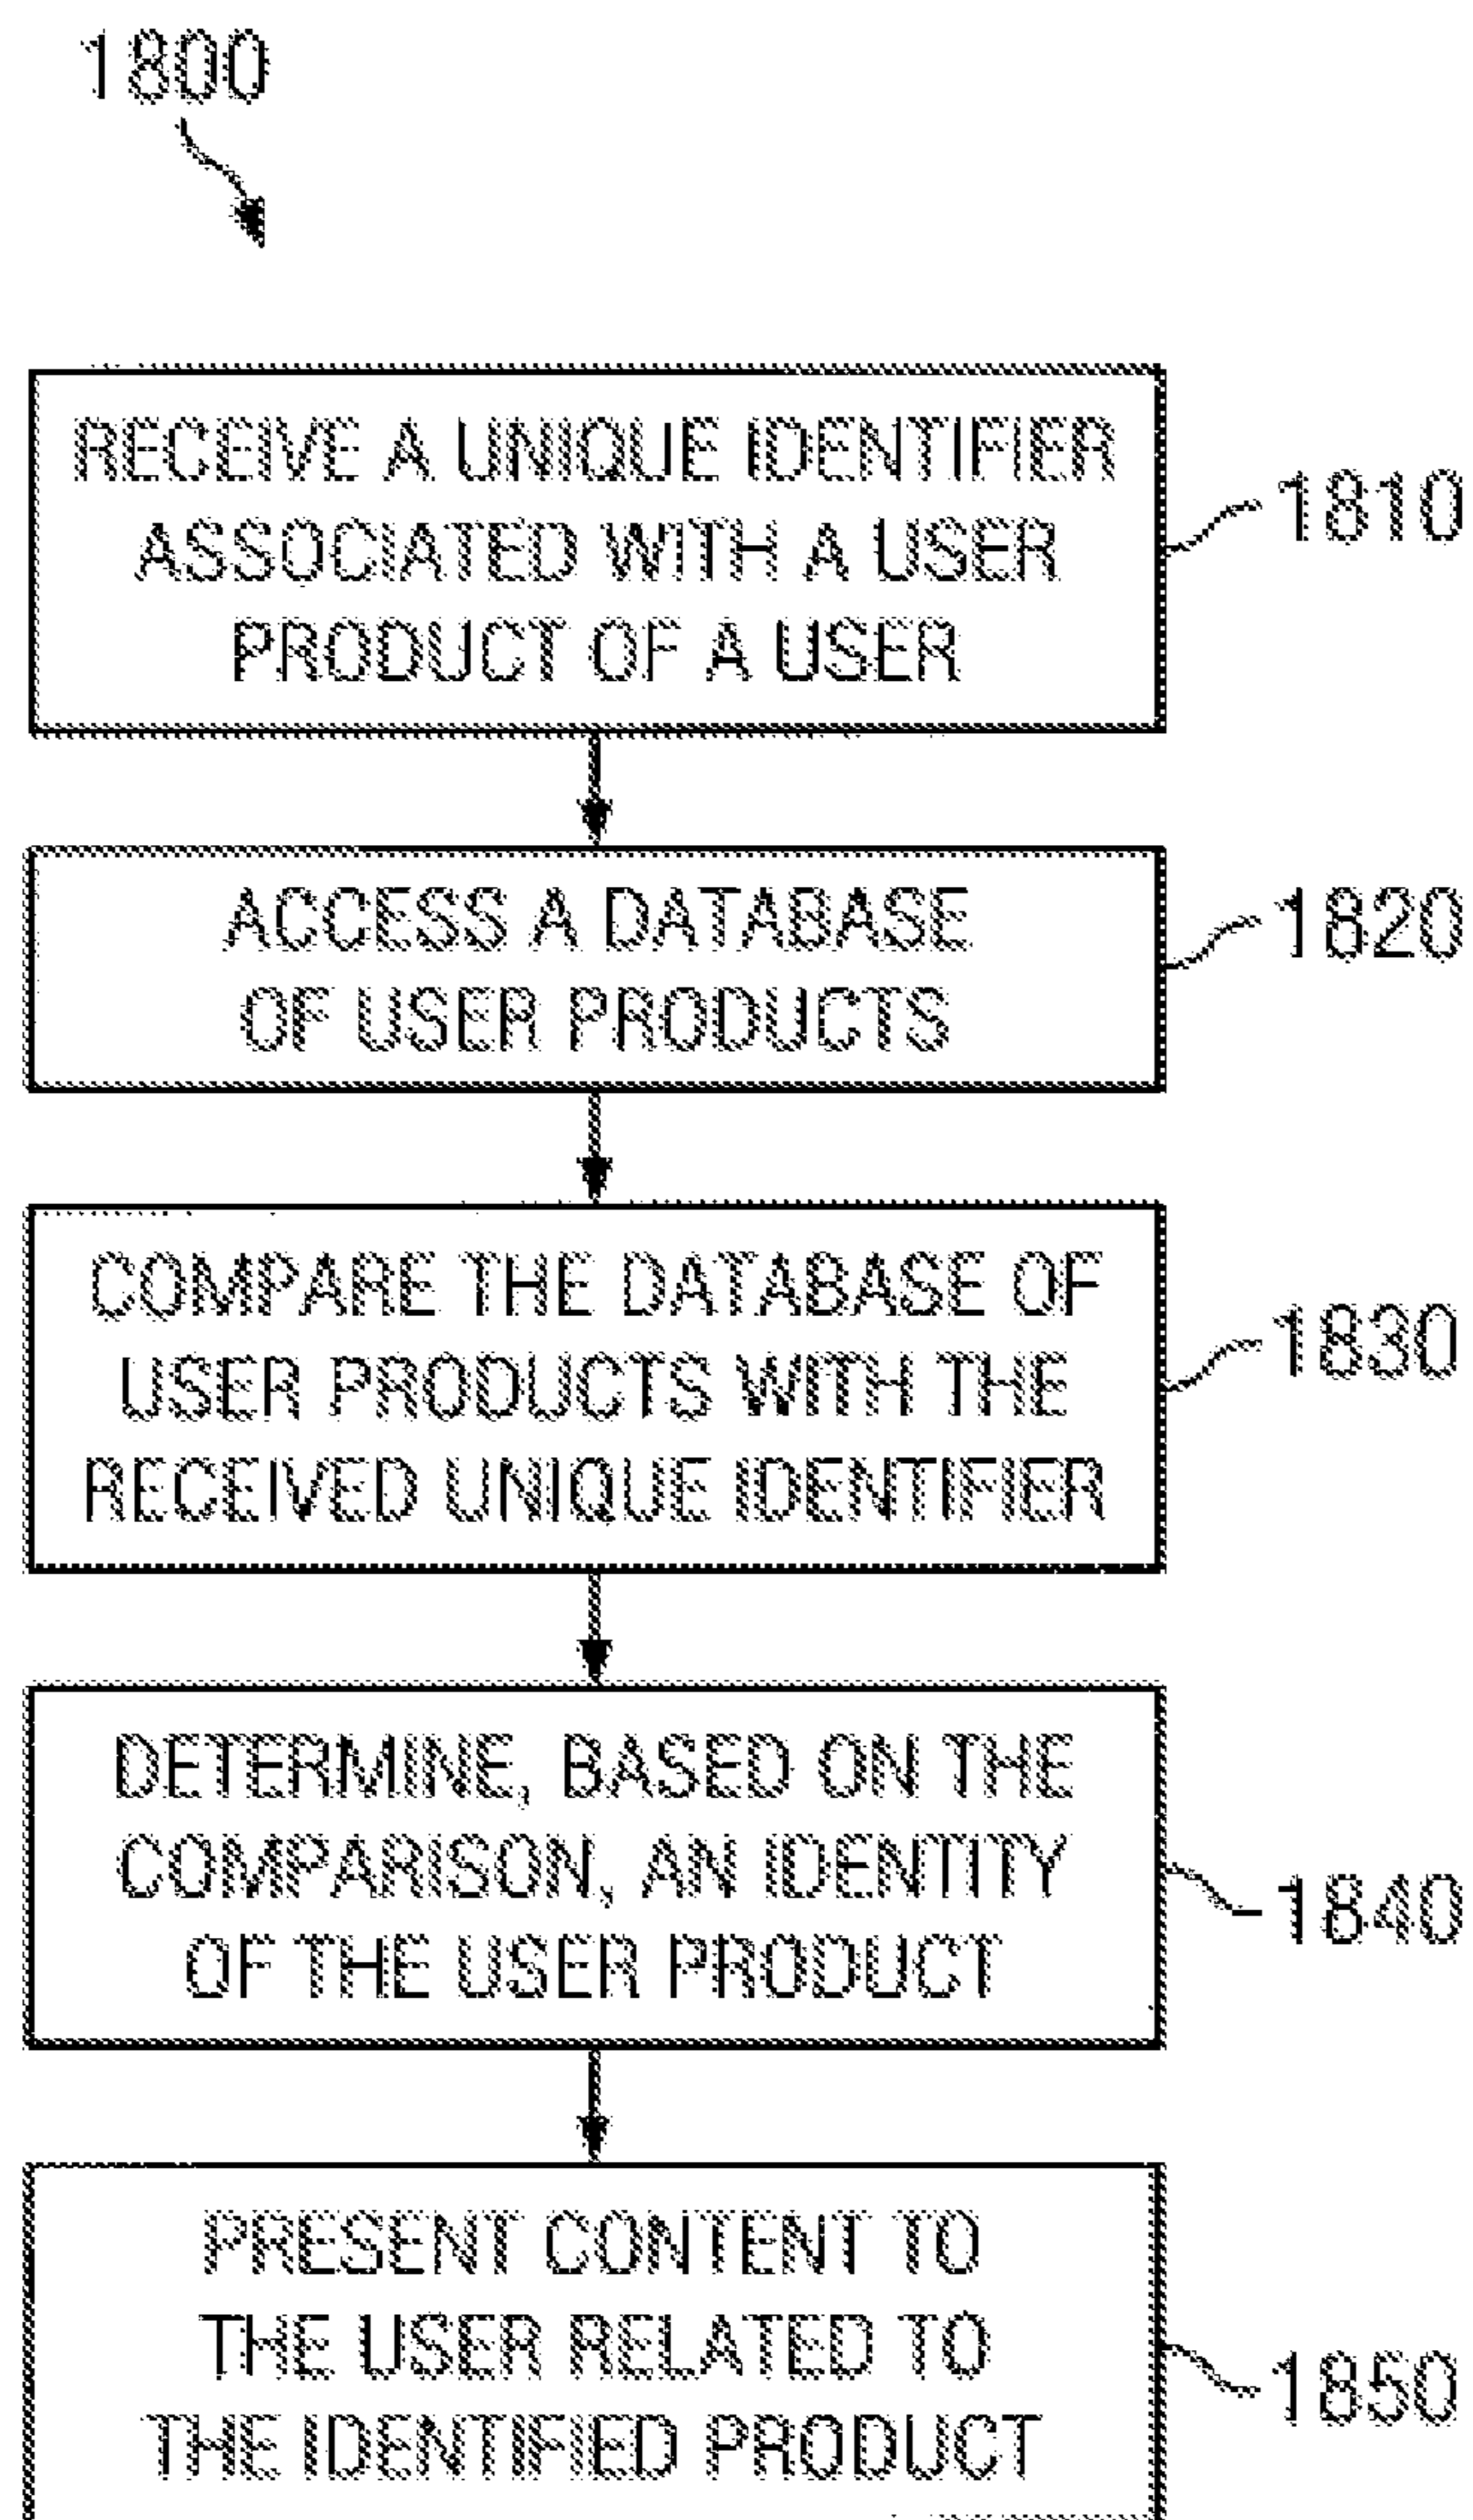 1800
RECEIVE A UNIQUE IDENTIFIER
ASSOCIATED WITH A USER
PRODUCT OF A USER
1810
ACCESS A DATABASE
OF USER PRODUCTS
1820
COMPARE THE DATABASE OF
USER PRODUCTS WITH THE
RECEIVED UNIQUE IDENTIFIER
1830
DETERMINE, BASED ON THE
COMPARISON, AN IDENTITY
OF THE USER PRODUCT
1840
PRESENT CONTENT TO
THE USER RELATED TO
THE IDENTIFIED PRODUCT
1850